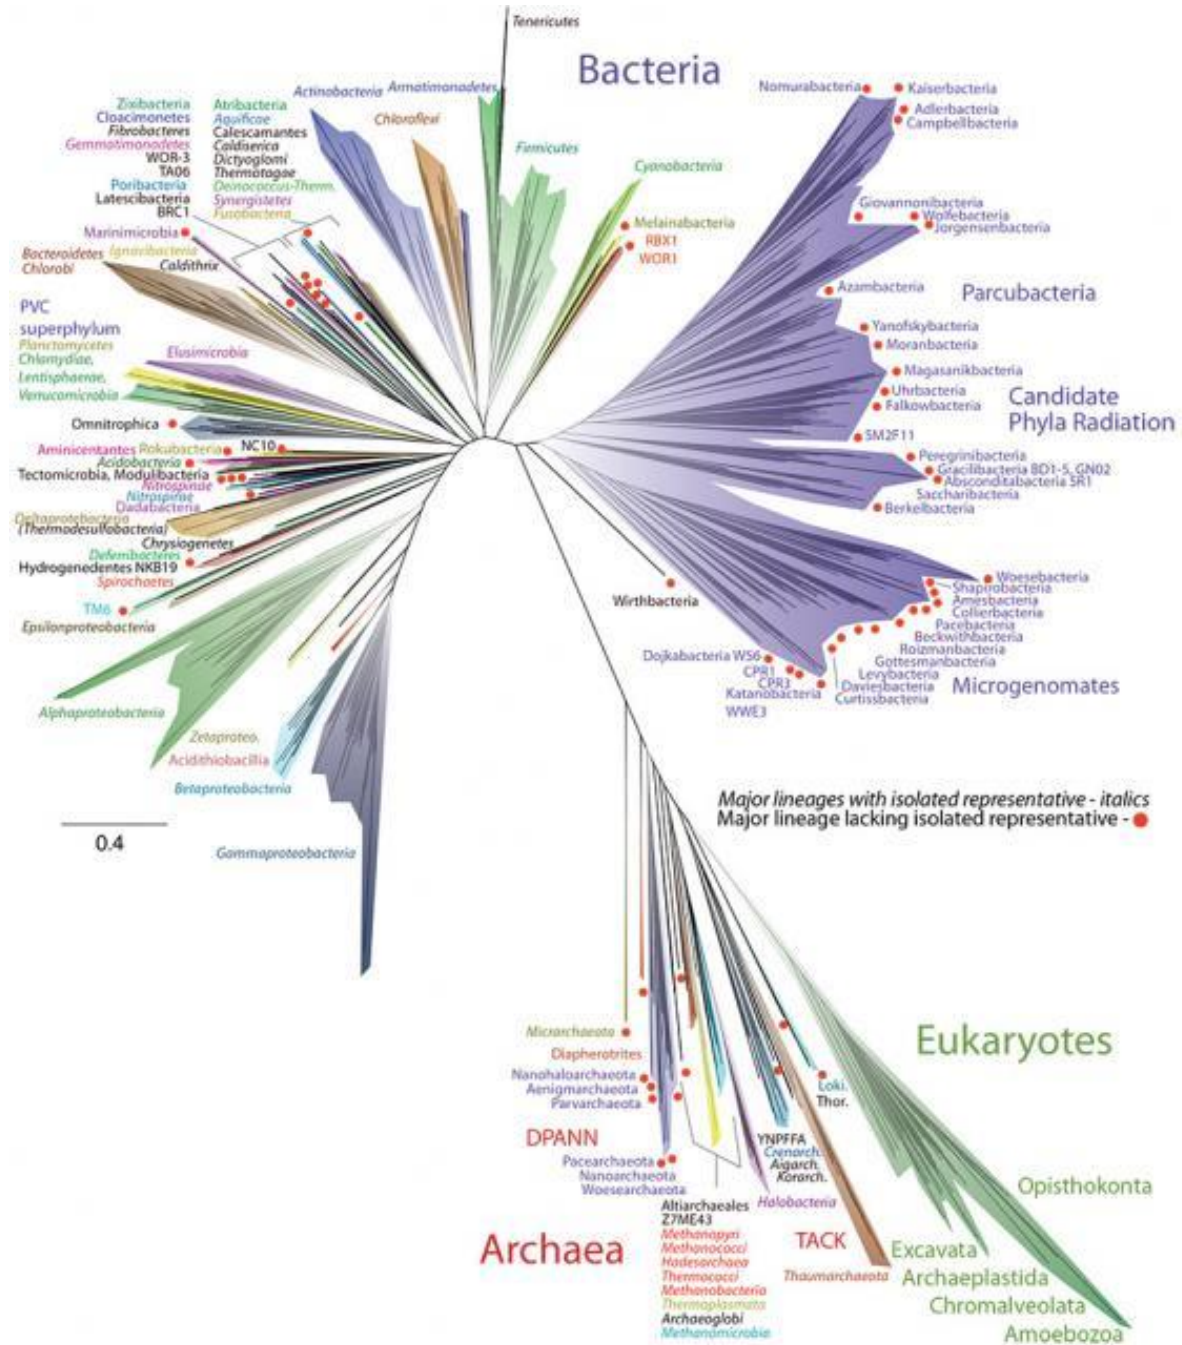 Tenericutes
Bacteria
Actinobacteria
Armatimonadetes
Zixibacteria
Cloacimonetes
Fibrobacteres
Gemmatimonadetes
WOR-3
TA06
Poribacteria
Latescibacteria
BRC1
Atribacteria
Aquificae
Calescamantes
Caldiserica
Dictyoglomi
Thermotogae
Deinococcus-Therm.
Synergistetes
Fusobacteria
Chloroflexi
Firmicutes
Cyanobacteria
Melainabacteria
RBX1
WOR1
Nomurabacteria
Kaiserbacteria
Adlerbacteria
Campbellbacteria
Giovannonibacteria
Wolfebacteria
Jorgensenbacteria
Azambacteria
Parcubacteria
Yanofskybacteria
Moranbacteria
Magasanikbacteria
Uhrbacteria
Falkowbacteria
Candidate
Phyla Radiation
SM2F11
Peregrinibacteria
Gracilibacteria BD1-5, GN02
Absconditabacteria SR1
Saccharibacteria
Berkelbacteria
Marinimicrobia
Bacteroidetes
Chlorobi
Ignavibacteria
Caldithrix
PVC
superphylum
Planctomycetes
Chlamydiae,
Lentisphaerae,
Verrucomicrobia
Elusimicrobia
Omnitrophica
Aminicentantes
Rokubacteria
NC10
Acidobacteria
Tectomicrobia, Modulibacteria
Nitrospinae
Nitrospirae
Dadabacteria
Deltaprotebacteria
(Thermodesulfobacteria)
Chrysiogenetes
Deferribacteres
Hydrogenedentes NKB19
Spirochaetes
TM6
Epsilonproteobacteria
Alphaproteobacteria
Zetaproteo.
Acidithiobacillia
Betaproteobacteria
Gammaproteobacteria
0.4
Wirthbacteria
Woesebacteria
Shapirobacteria
Amesbacteria
Collierbacteria
Pacebacteria
Beckwithbacteria
Roizmanbacteria
Gottesmanbacteria
Levybacteria
Daviesbacteria
Curtissbacteria
Microgenomates
Dojkabacteria WS6
CPR1
CPR3
Katanobacteria
WWE3
Major lineages with isolated representative - italics
Major lineage lacking isolated representative -
Micrarchaeota
Diapherotrites
Nanohaloarchaeota
Aenigmarchaeota
Parvarchaeota
DPANN
Pacearchaeota
Nanoarchaeota
Woesearchaeota
Archaea
Altiarchaeales
Z7ME43
Methanopyri
Methanococci
Hadesarchaea
Thermococci
Methanobacteria
Thermoplasmata
Archaeoglobi
Methanomicrobia
Halobacteria
YNPFFA
Crenarch.
Aigarch.
Korarch.
Loki.
Thor.
TACK
Thaumarchaeota
Eukaryotes
Opisthokonta
Excavata
Archaeplastida
Chromalveolata
Amoebozoa